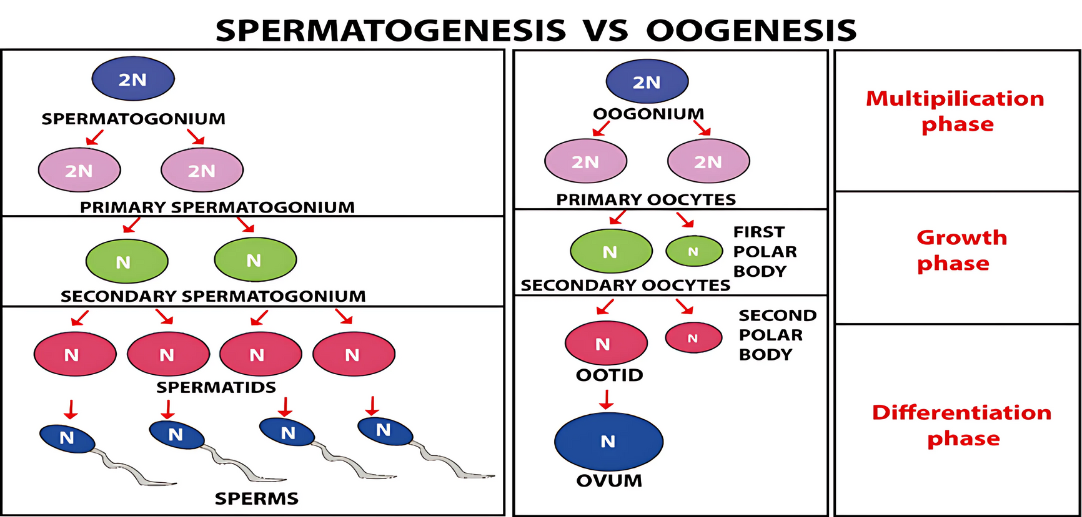 SPERMATOGENESIS VS OOGENESIS
2N
SPERMATOGONIUM
2N 2N
PRIMARY SPERMATOGONIUM
N N
SECONDARY SPERMATOGONIUM
N N N N
SPERMATIDS
N N N N
SPERMS
2N
OOGONIUM
2N 2N
PRIMARY OOCYTES
N N
FIRST
POLAR
BODY
SECONDARY OOCYTES
N N
SECOND
POLAR
BODY
OOTID
N
OVUM
Multipilication
phase
Growth
phase
Differentiation
phase